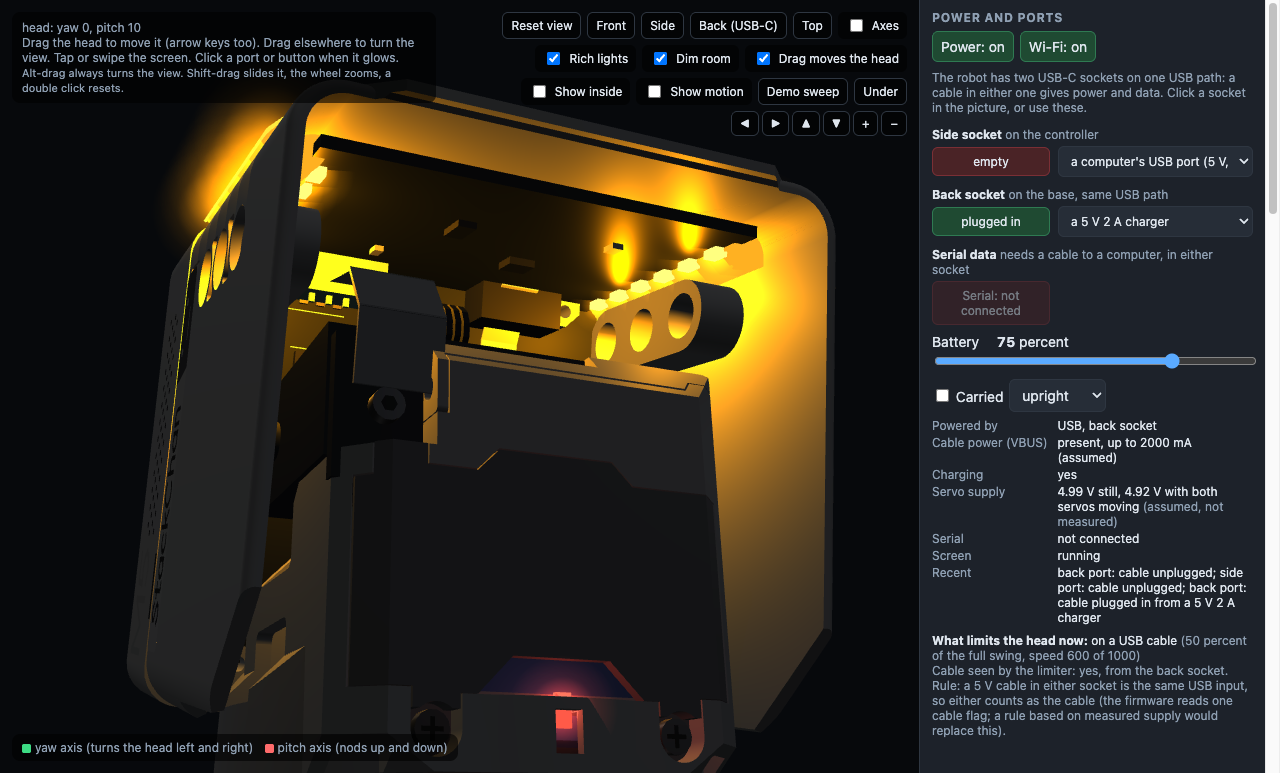 head: yaw 0, pitch 10
Drag the head to move it (arrow keys too). Drag elsewhere to turn the
view. Tap or swipe the screen. Click a port or button when it glows.
Alt-drag always turns the view. Shift-drag slides it, the wheel zooms, a
double click resets.
Reset view Front Side Back (USB-C) Top Axes
Rich lights Dim room Drag moves the head
Show inside Show motion Demo sweep Under
◄ ► ▲ ▼ + −
yaw axis (turns the head left and right) pitch axis (nods up and down)
POWER AND PORTS
Power: on Wi-Fi: on
The robot has two USB-C sockets on one USB path: a
cable in either one gives power and data. Click a socket
in the picture, or use these.
Side socket on the controller
empty a computer's USB port (5 V,
Back socket on the base, same USB path
plugged in a 5 V 2 A charger
Serial data needs a cable to a computer, in either
socket
Serial: not
connected
Battery 75 percent
Carried upright
Powered by USB, back socket
Cable power (VBUS) present, up to 2000 mA
(assumed)
Charging yes
Servo supply 4.99 V still, 4.92 V with both
servos moving (assumed, not
measured)
Serial not connected
Screen running
Recent back port: cable unplugged; side
port: cable unplugged; back port:
cable plugged in from a 5 V 2 A
charger
What limits the head now: on a USB cable (50 percent
of the full swing, speed 600 of 1000)
Cable seen by the limiter: yes, from the back socket.
Rule: a 5 V cable in either socket is the same USB input,
so either counts as the cable (the firmware reads one
cable flag; a rule based on measured supply would
replace this).